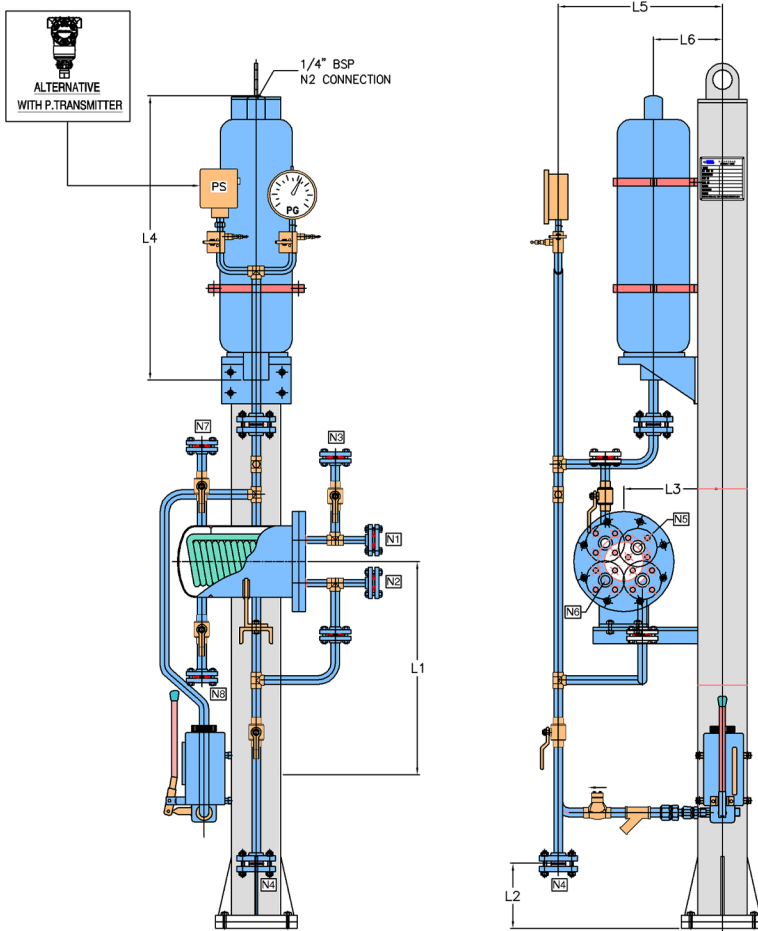 L5
L6
1/4" BSP
N2 CONNECTION
ALTERNATIVE
WITH P.TRANSMITTER
PS
PG
L4
N7
N3
L3
N5
N1
N2
N6
L1
N8
N4
N4
L2